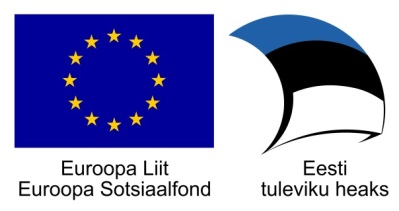 Euroopa Liit
Euroopa Sotsiaalfond
Eesti
tuleviku heaks